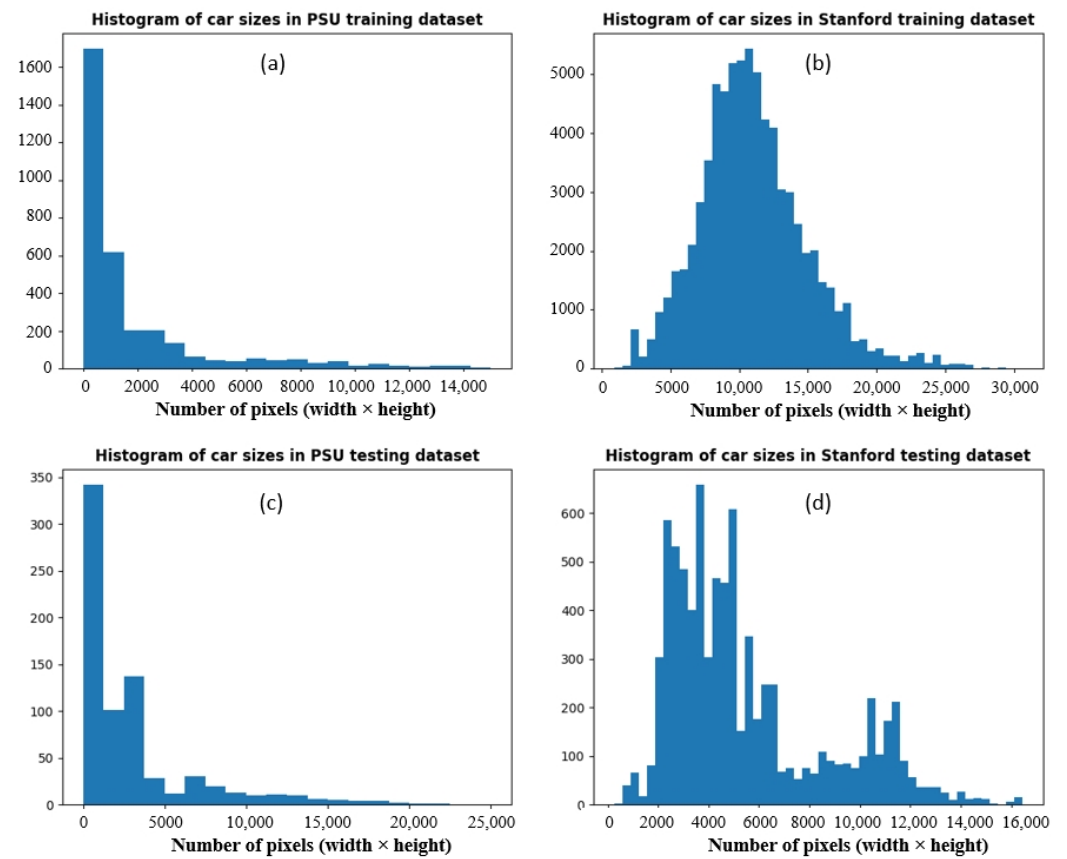 Histogram of car sizes in PSU training dataset
(a)
1600
1400
1200
1000
800
600
400
200
0
0 2000 4000 6000 8000 10,000 12,000 14,000
Number of pixels (width × height)
Histogram of car sizes in Stanford training dataset
(b)
5000
4000
3000
2000
1000
0
0 5000 10,000 15,000 20,000 25,000 30,000
Number of pixels (width × height)
Histogram of car sizes in PSU testing dataset
(c)
350
300
250
200
150
100
50
0
0 5000 10,000 15,000 20,000 25,000
Number of pixels (width × height)
Histogram of car sizes in Stanford testing dataset
(d)
600
500
400
300
200
100
0
0 2000 4000 6000 8000 10,000 12,000 14,000 16,000
Number of pixels (width × height)